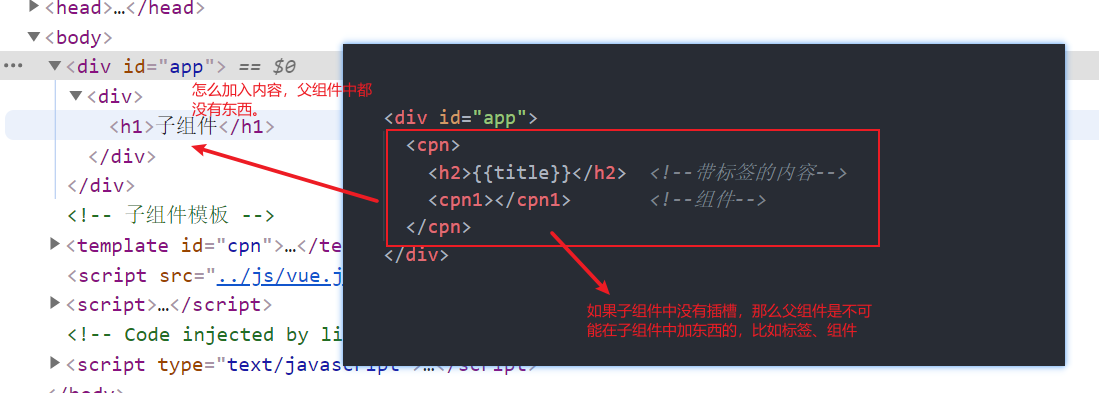 ▶<head>…</head>
▼<body>
••• ▼<div id="app"> == $0
▼<div>
<h1>子组件</h1>
</div>
</div>
<!-- 子组件模板 -->
▶<template id="cpn">…</te
<script src="../js/vue.j
▶<script>…</script>
<!-- Code injected by li
▶<script type="text/javascript">…</script>
</body>
怎么加入内容，父组件中都
没有东西。
<div id="app">
<cpn>
<h2>{{title}}</h2> <!--带标签的内容-->
<cpn1></cpn1> <!--组件-->
</cpn>
</div>
如果子组件中没有插槽，那么父组件是不可
能在子组件中加东西的，比如标签、组件